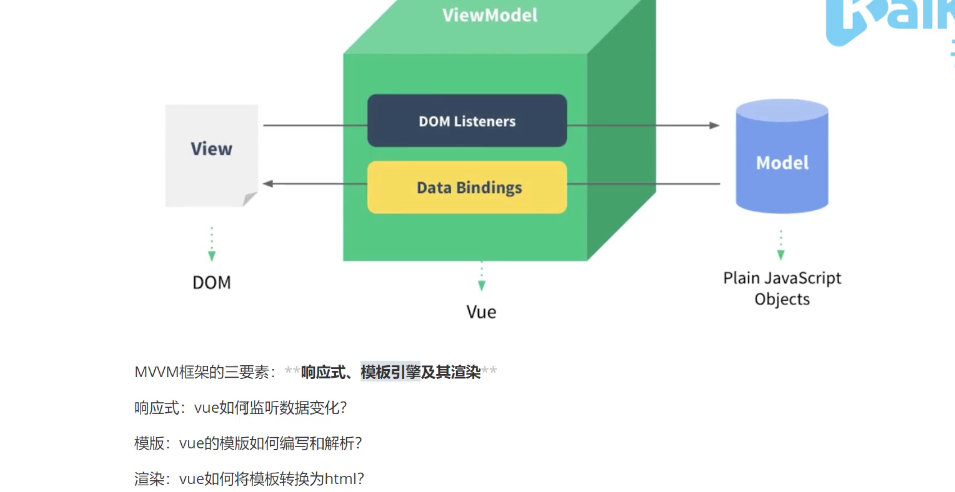 ViewModel
DOM Listeners
View
Data Bindings
Model
DOM
Vue
Plain JavaScript
Objects
MVVM框架的三要素：**响应式、模板引擎及其渲染**
响应式：vue如何监听数据变化？
模版：vue的模版如何编写和解析？
渲染：vue如何将模板转换为html？